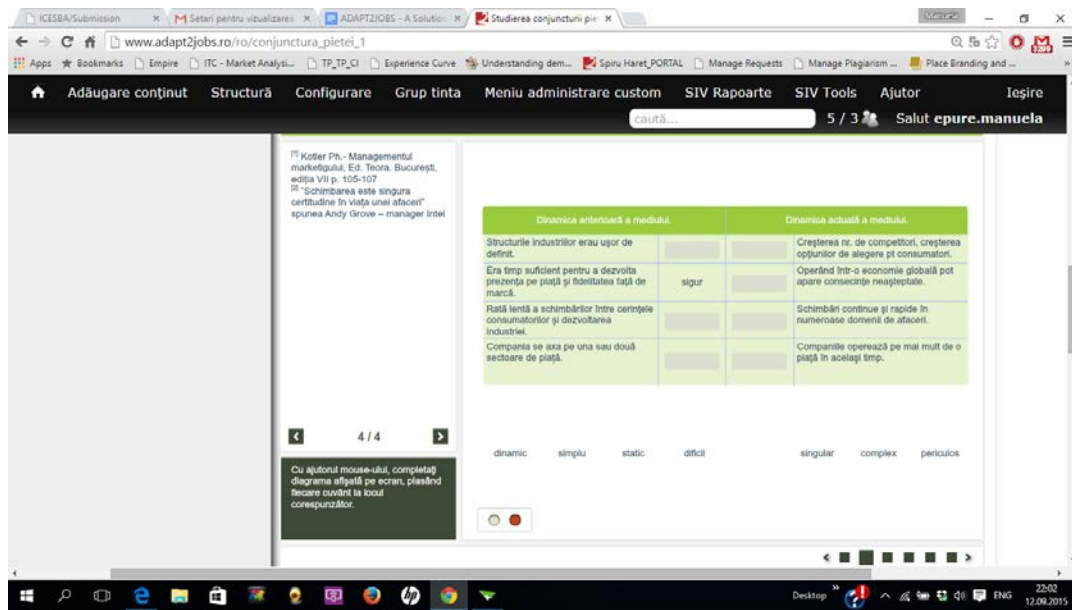 ICESBA/Submission
Setari pentru vizualizarea
ADAPT2JOBS - A Solution
Studierea conjuncturii pie
Manuela
www.adapt2jobs.ro/ro/conjunctura_pietei_1
3299
Apps Bookmarks Empire ITC - Market Analysi... TP_TP_CI Experience Curve Understanding dem... Spiru Haret_PORTAL Manage Requests Manage Plagiarism ... Place Branding and ...
Adăugare conținut Structură Configurare Grup tinta Meniu administrare custom SIV Rapoarte SIV Tools Ajutor Ieșire
caută...
5 / 3
Salut epure.manuela
[1] Kotler Ph.- Managementul
marketigului, Ed. Teora. București,
ediția VII p. 105-107
[2] "Schimbarea este singura
certitudine în viața unei afaceri"
spunea Andy Grove – manager Intel
4 / 4
Cu ajutorul mouse-ului, completați
diagrama afișată pe ecran, plasând
fiecare cuvânt la locul
corespunzător.
Dinamica anterioară a mediului.
Dinamica actuală a mediului.
Structurile industriilor erau ușor de
definit.
Creșterea nr. de competitori, creșterea
opțiunilor de alegere pt consumatori.
Era timp suficient pentru a dezvolta
prezența pe piață și fidelitatea față de
marcă.
sigur
Operând într-o economie globală pot
apare consecințe neașteptate.
Rată lentă a schimbărilor între cerințele
consumatorilor și dezvoltarea
industriei.
Schimbări continue și rapide în
numeroase domenii de afaceri.
Compania se axa pe una sau două
sectoare de piață.
Companiile operează pe mai mult de o
piață în același timp.
dinamic simplu static dificil singular complex periculos
Desktop
ENG
22:02
12.09.2015